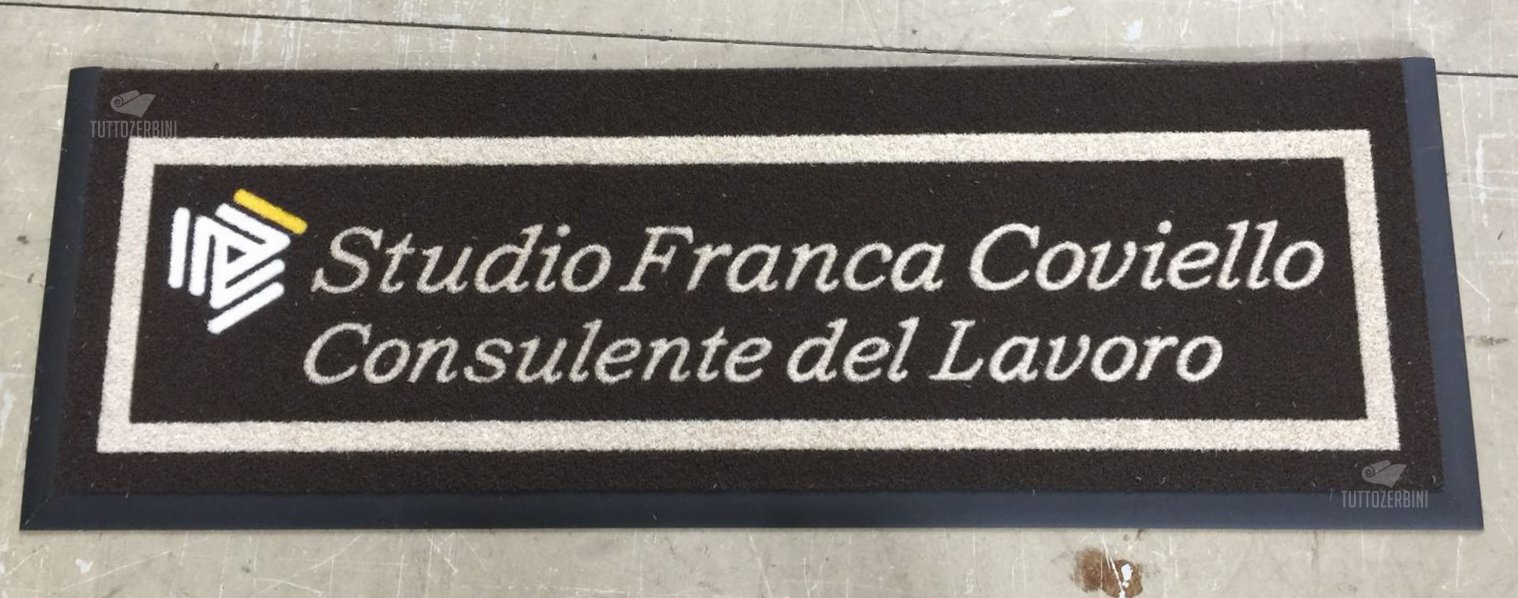 TUTTOZERBINI
Studio Franca Coviello
Consulente del Lavoro
TUTTOZERBINI